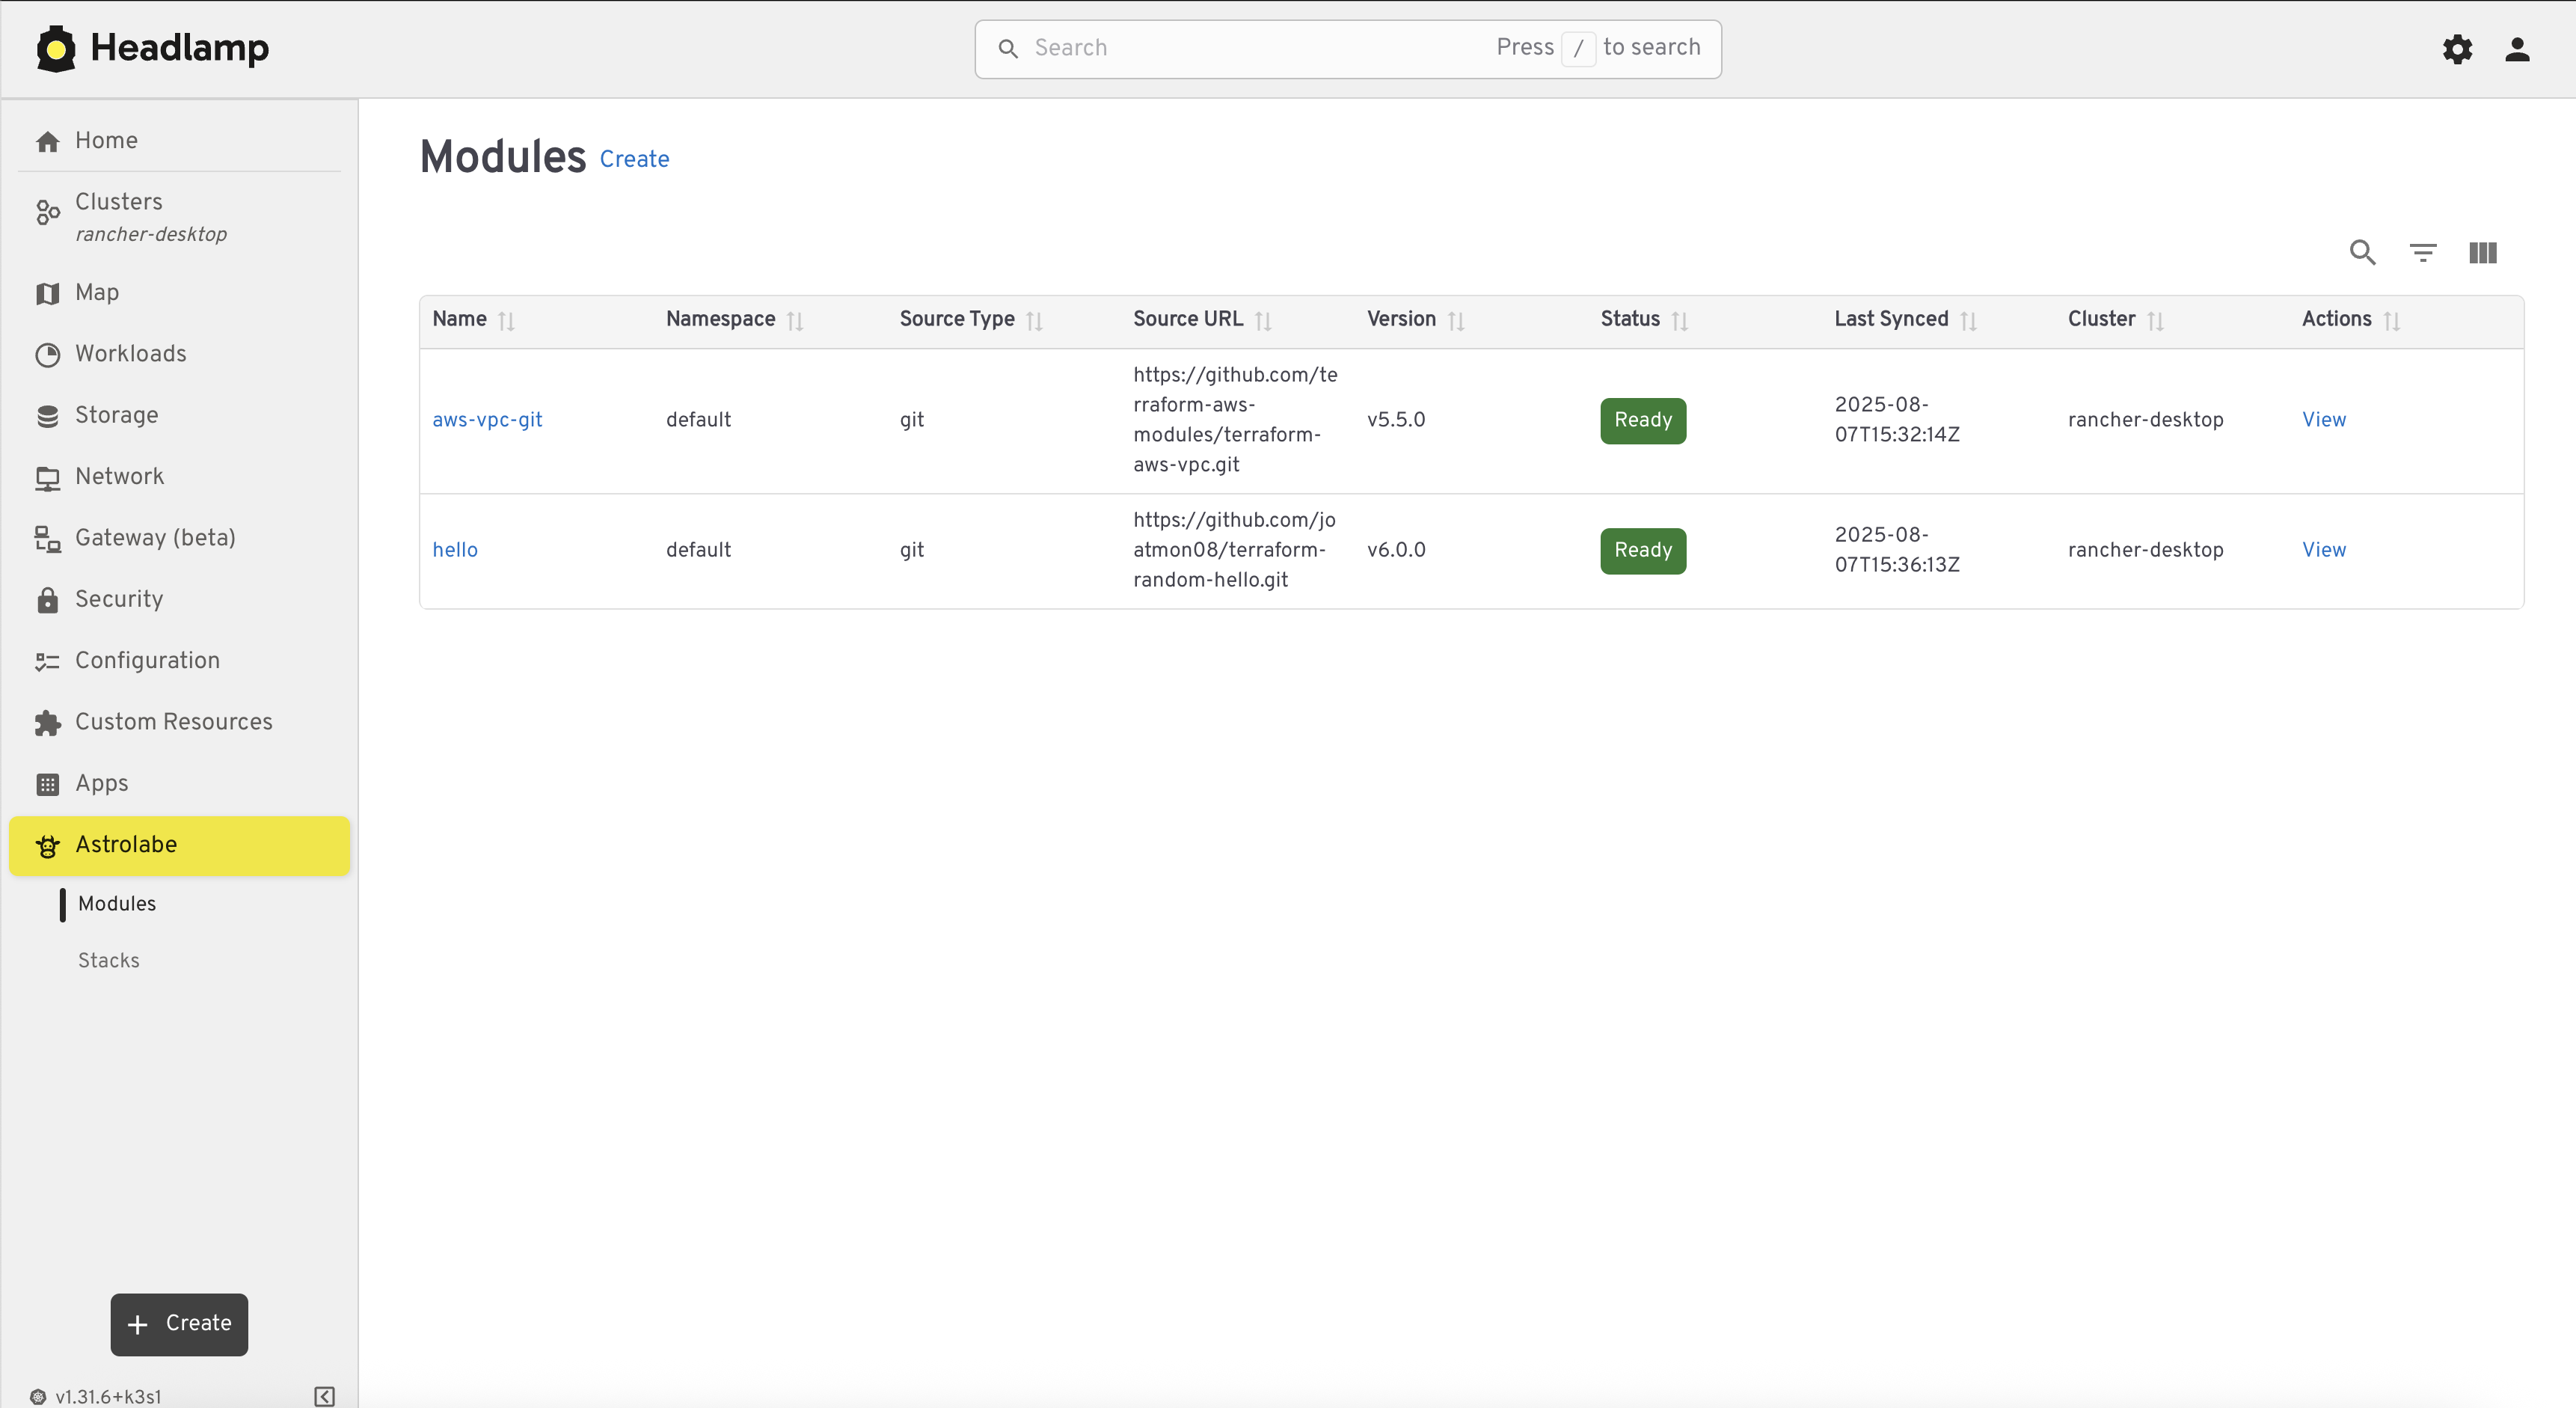 Headlamp
Search
Press / to search
Home
Clusters
rancher-desktop
Map
Workloads
Storage
Network
Gateway (beta)
Security
Configuration
Custom Resources
Apps
Astrolabe
Modules
Stacks
+ Create
v1.31.6+k3s1
Modules Create
Name Namespace Source Type Source URL Version Status Last Synced Cluster Actions
aws-vpc-git
default
git
https://github.com/te
rraform-aws-
modules/terraform-
aws-vpc.git
v5.5.0
Ready
2025-08-
07T15:32:14Z
rancher-desktop
View
hello
default
git
https://github.com/jo
atmon08/terraform-
random-hello.git
v6.0.0
Ready
2025-08-
07T15:36:13Z
rancher-desktop
View